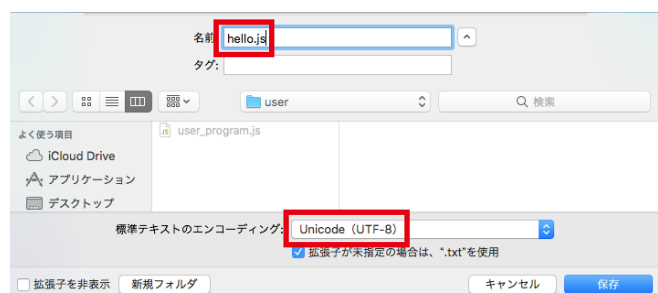 名前: hello.js
タグ:
user
検索
よく使う項目
iCloud Drive
アプリケーション
デスクトップ
user_program.js
標準テキストのエンコーディング: Unicode（UTF-8）
拡張子が未指定の場合は、“.txt”を使用
拡張子を非表示
新規フォルダ
キャンセル
保存